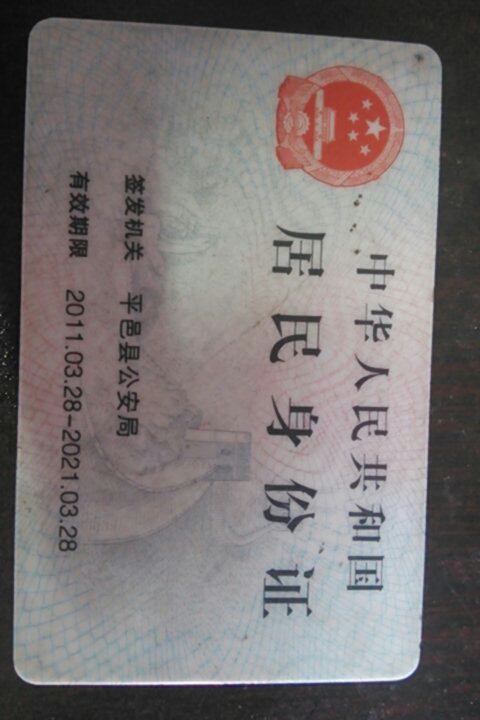 中华人民共和国
居民身份证
签发机关 平邑县公安局
有效期限 2011.03.28-2021.03.28